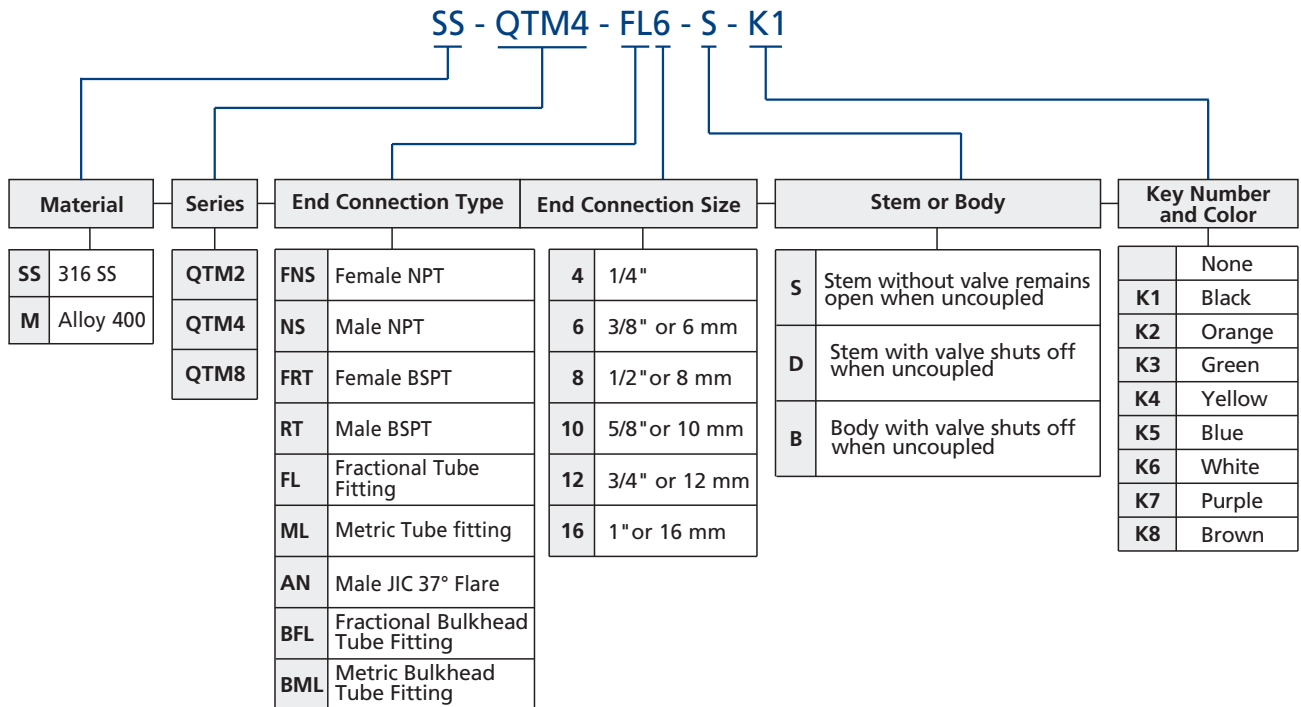 SS - QTM4 - FL6 - S - K1
Material
SS 316 SS
M Alloy 400
Series
QTM2
QTM4
QTM8
End Connection Type
FNS Female NPT
NS Male NPT
FRT Female BSPT
RT Male BSPT
FL Fractional Tube
Fitting
ML Metric Tube fitting
AN Male JIC 37° Flare
BFL Fractional Bulkhead
Tube Fitting
BML Metric Bulkhead
Tube Fitting
End Connection Size
4 1/4"
6 3/8" or 6 mm
8 1/2"or 8 mm
10 5/8"or 10 mm
12 3/4" or 12 mm
16 1"or 16 mm
Stem or Body
S Stem without valve remains
open when uncoupled
D Stem with valve shuts off
when uncoupled
B Body with valve shuts off
when uncoupled
Key Number
and Color
None
K1 Black
K2 Orange
K3 Green
K4 Yellow
K5 Blue
K6 White
K7 Purple
K8 Brown